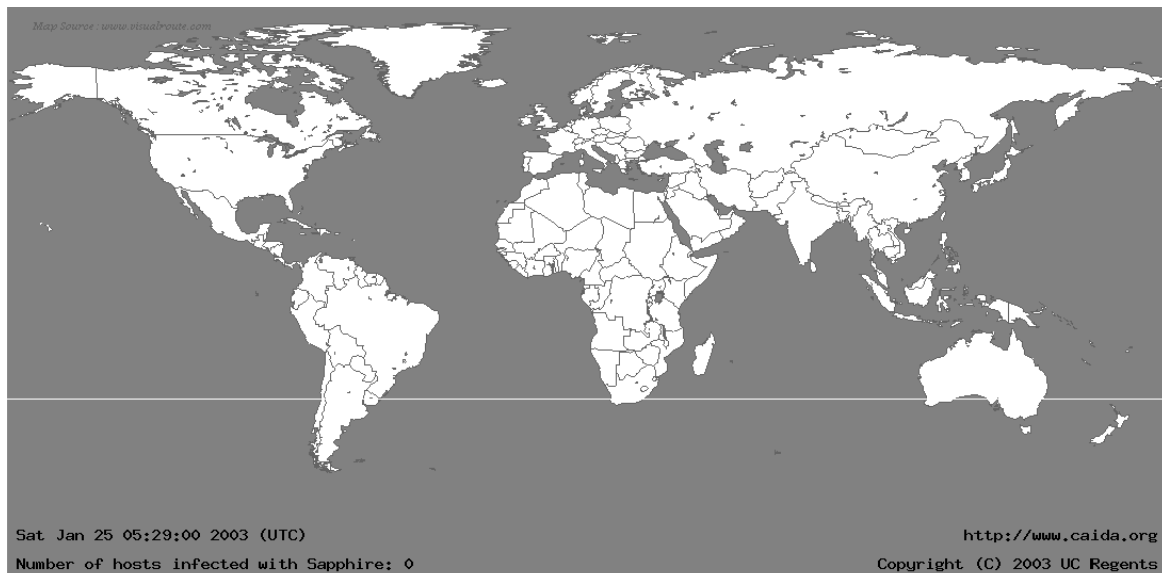 Map Source: www.visualroute.com
Sat Jan 25 05:29:00 2003 (UTC)
http://www.caida.org
Number of hosts infected with Sapphire: 0
Copyright (C) 2003 UC Regents